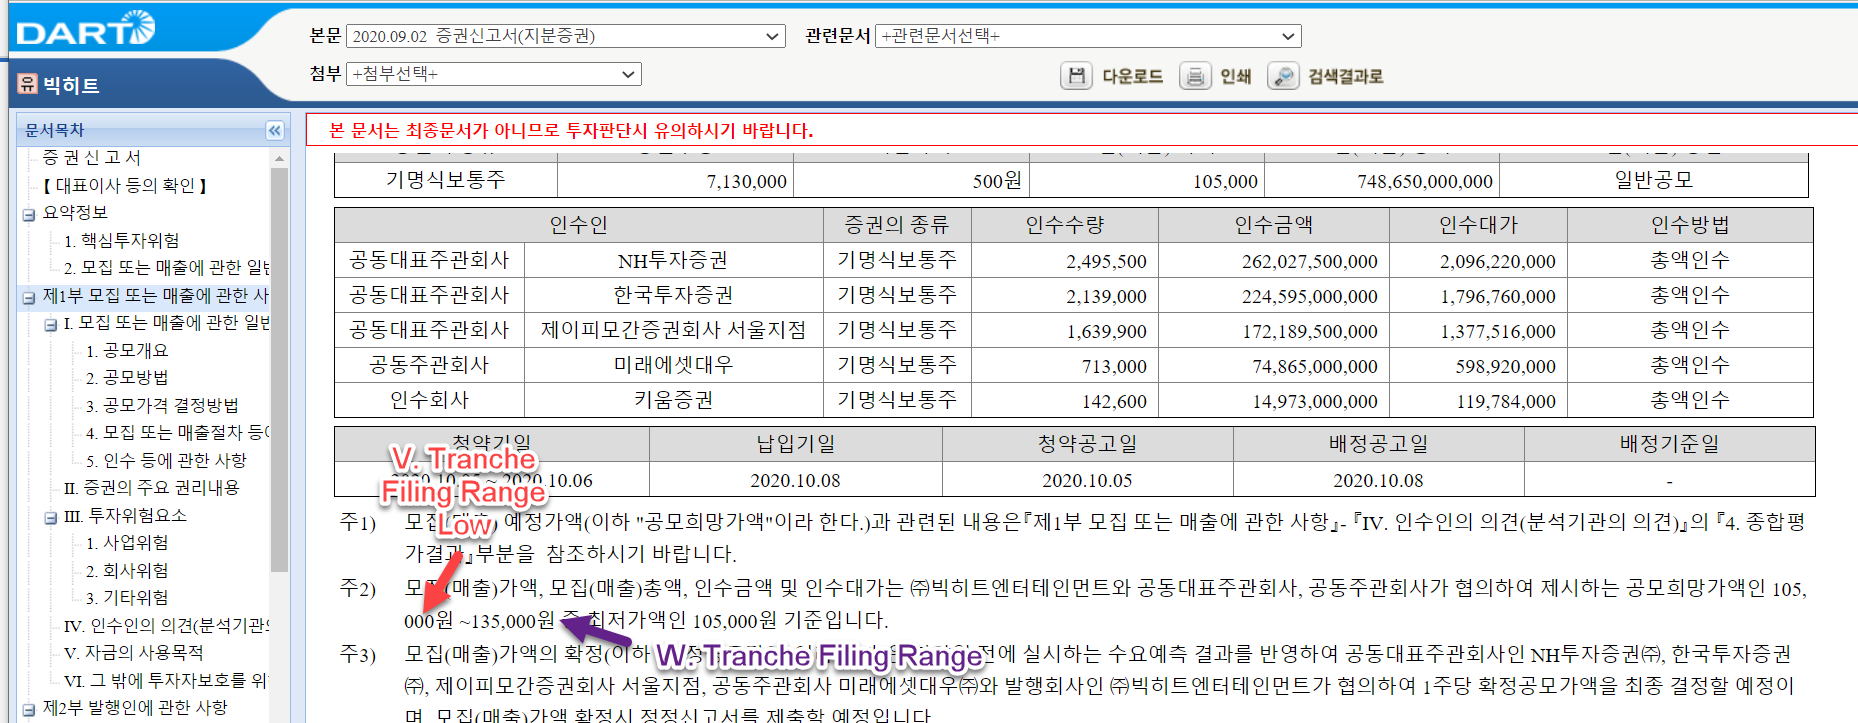 DART
본문 2020.09.02 증권신고서(지분증권) 관련문서 +관련문서선택+
첨부 +첨부선택+ 다운로드 인쇄 검색결과로
유 빅히트
문서목차
증 권 신 고 서
【 대표이사 등의 확인 】
요약정보
1. 핵심투자위험
2. 모집 또는 매출에 관한 일반
제1부 모집 또는 매출에 관한 사
I. 모집 또는 매출에 관한 일반
1. 공모개요
2. 공모방법
3. 공모가격 결정방법
4. 모집 또는 매출절차 등에
5. 인수 등에 관한 사항
II. 증권의 주요 권리내용
III. 투자위험요소
1. 사업위험
2. 회사위험
3. 기타위험
IV. 인수인의 의견(분석기관의
V. 자금의 사용목적
VI. 그 밖에 투자자보호를 위
제2부 발행인에 관한 사항
본 문서는 최종문서가 아니므로 투자판단시 유의하시기 바랍니다.
기명식보통주 7,130,000 500원 105,000 748,650,000,000 일반공모
인수인 증권의 종류 인수수량 인수금액 인수대가 인수방법
공동대표주관회사 NH투자증권 기명식보통주 2,495,500 262,027,500,000 2,096,220,000 총액인수
공동대표주관회사 한국투자증권 기명식보통주 2,139,000 224,595,000,000 1,796,760,000 총액인수
공동대표주관회사 제이피모간증권회사 서울지점 기명식보통주 1,639,900 172,189,500,000 1,377,516,000 총액인수
공동주관회사 미래에셋대우 기명식보통주 713,000 74,865,000,000 598,920,000 총액인수
인수회사 키움증권 기명식보통주 142,600 14,973,000,000 119,784,000 총액인수
청약기일 납입기일 청약공고일 배정공고일 배정기준일
~ 2020.10.06 2020.10.08 2020.10.05 2020.10.08 -
V. Tranche
Filing Range
Low
주1) 모집(매출) 예정가액(이하 "공모희망가액"이라 한다.)과 관련된 내용은『제1부 모집 또는 매출에 관한 사항』-『IV. 인수인의 의견(분석기관의 의견)』의 『4. 종합평
가결과』부분을 참조하시기 바랍니다.
주2) 모집(매출)가액, 모집(매출)총액, 인수금액 및 인수대가는 ㈜빅히트엔터테인먼트와 공동대표주관회사, 공동주관회사가 협의하여 제시하는 공모희망가액인 105,
000원 ~135,000원 중 최저가액인 105,000원 기준입니다.
W. Tranche Filing Range
주3) 모집(매출)가액의 확정(이하 전에 실시하는 수요예측 결과를 반영하여 공동대표주관회사인 NH투자증권㈜, 한국투자증권
㈜, 제이피모간증권회사 서울지점, 공동주관회사 미래에셋대우㈜와 발행회사인 ㈜빅히트엔터테인먼트가 협의하여 1주당 확정공모가액을 최종 결정할 예정이
며, 모집(매출)가액 확정시 정정신고서를 제출할 예정입니다